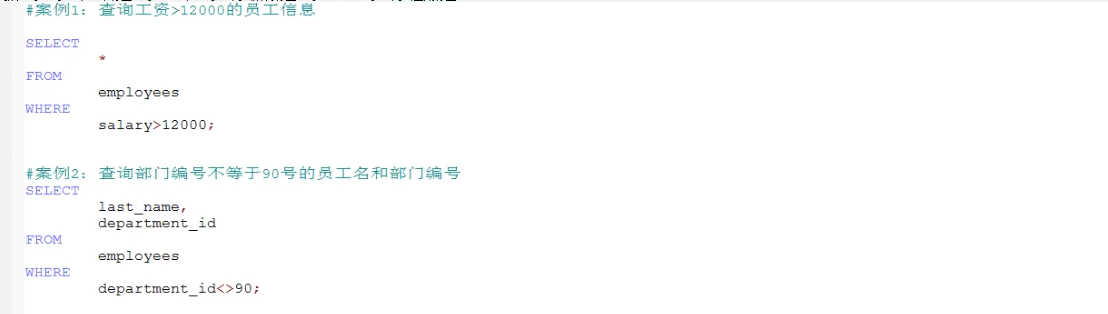 #案例1：查询工资>12000的员工信息
SELECT
*
FROM
employees
WHERE
salary>12000;
#案例2：查询部门编号不等于90号的员工名和部门编号
SELECT
last_name,
department_id
FROM
employees
WHERE
department_id<>90;